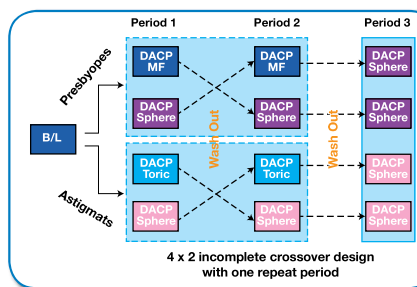 Period 1
Period 2
Period 3
Presbyopes
B/L
Astigmats
DACP
MF
DACP
Sphere
DACP
Toric
DACP
Sphere
Wash Out
DACP
MF
DACP
Sphere
DACP
Toric
DACP
Sphere
Wash Out
DACP
Sphere
DACP
Sphere
DACP
Sphere
DACP
Sphere
4 x 2 incomplete crossover design
with one repeat period